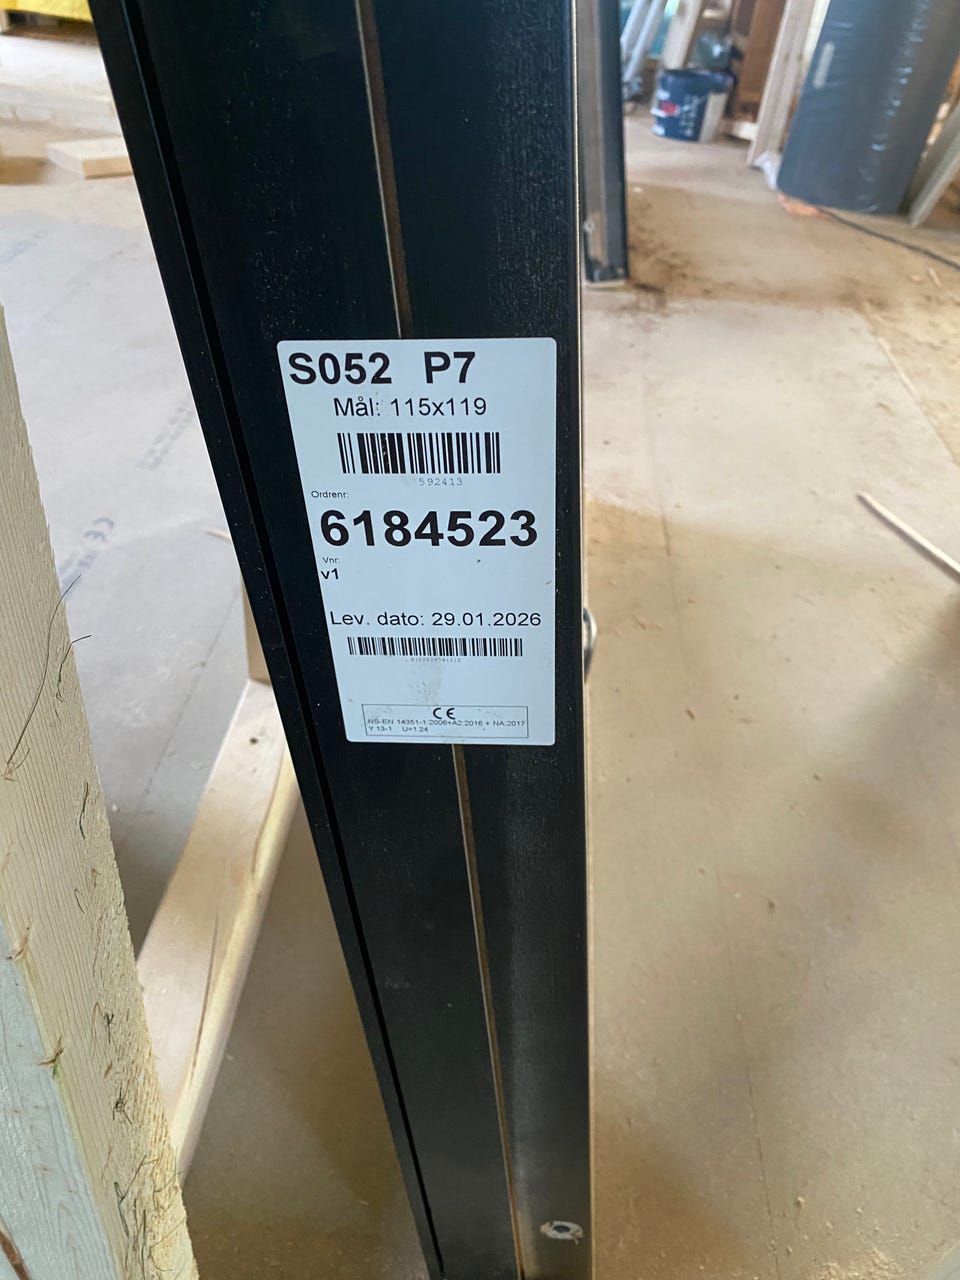 S052 P7
Mål: 115x119
592413
Ordrenr:
6184523
Vnr:
v1
Lev. dato: 29.01.2026
CE
NS-EN 14351-1:2006+A2:2016 + NA:2017
Y 13-1 U=1.24